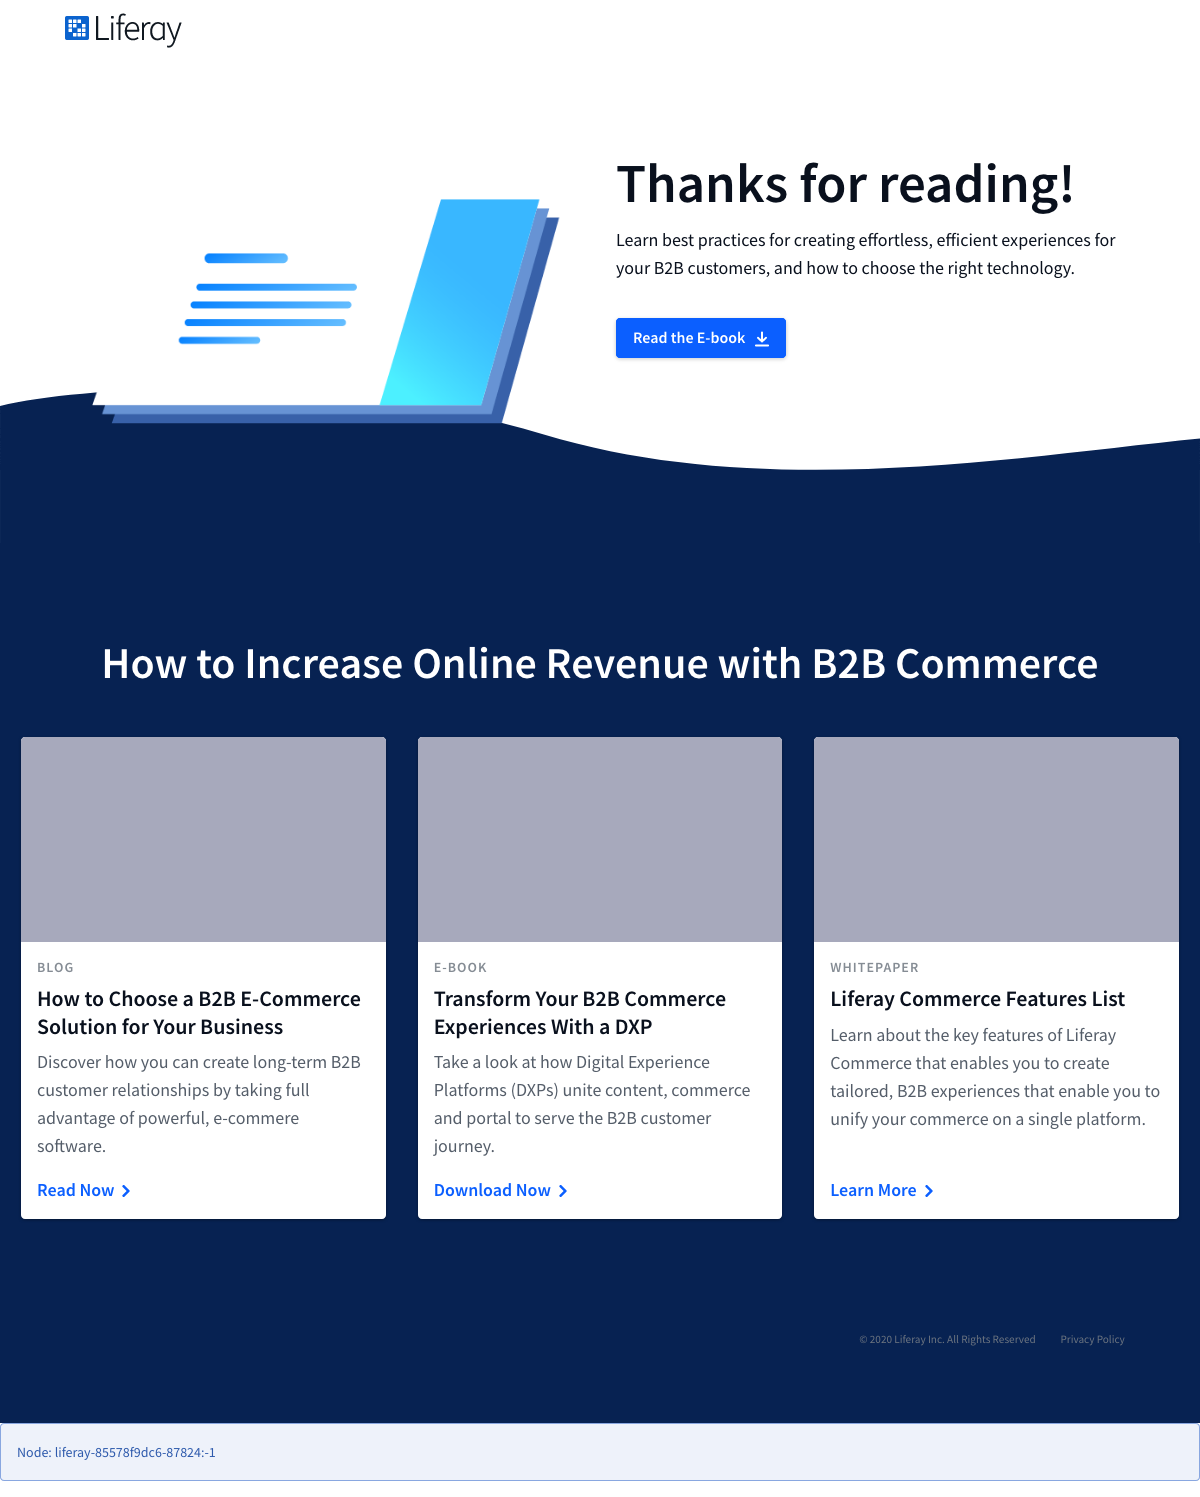 Liferay
Thanks for reading!
Learn best practices for creating effortless, efficient experiences for
your B2B customers, and how to choose the right technology.
Read the E-book
How to Increase Online Revenue with B2B Commerce
BLOG
How to Choose a B2B E-Commerce
Solution for Your Business
Discover how you can create long-term B2B
customer relationships by taking full
advantage of powerful, e-commere
software.
Read Now
E-BOOK
Transform Your B2B Commerce
Experiences With a DXP
Take a look at how Digital Experience
Platforms (DXPs) unite content, commerce
and portal to serve the B2B customer
journey.
Download Now
WHITEPAPER
Liferay Commerce Features List
Learn about the key features of Liferay
Commerce that enables you to create
tailored, B2B experiences that enable you to
unify your commerce on a single platform.
Learn More
© 2020 Liferay Inc. All Rights Reserved Privacy Policy
Node: liferay-85578f9dc6-87824:-1